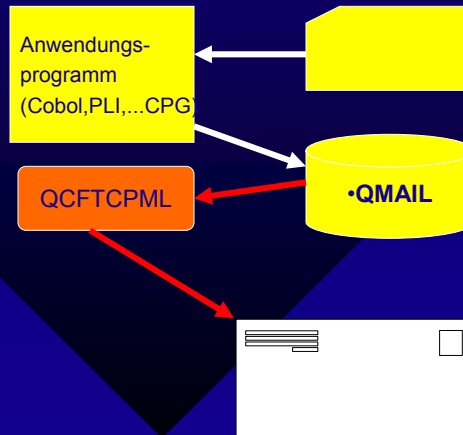 Anwendungs-
programm
(Cobol,PLI,...CPG)
QCFTCPML
•QMAIL